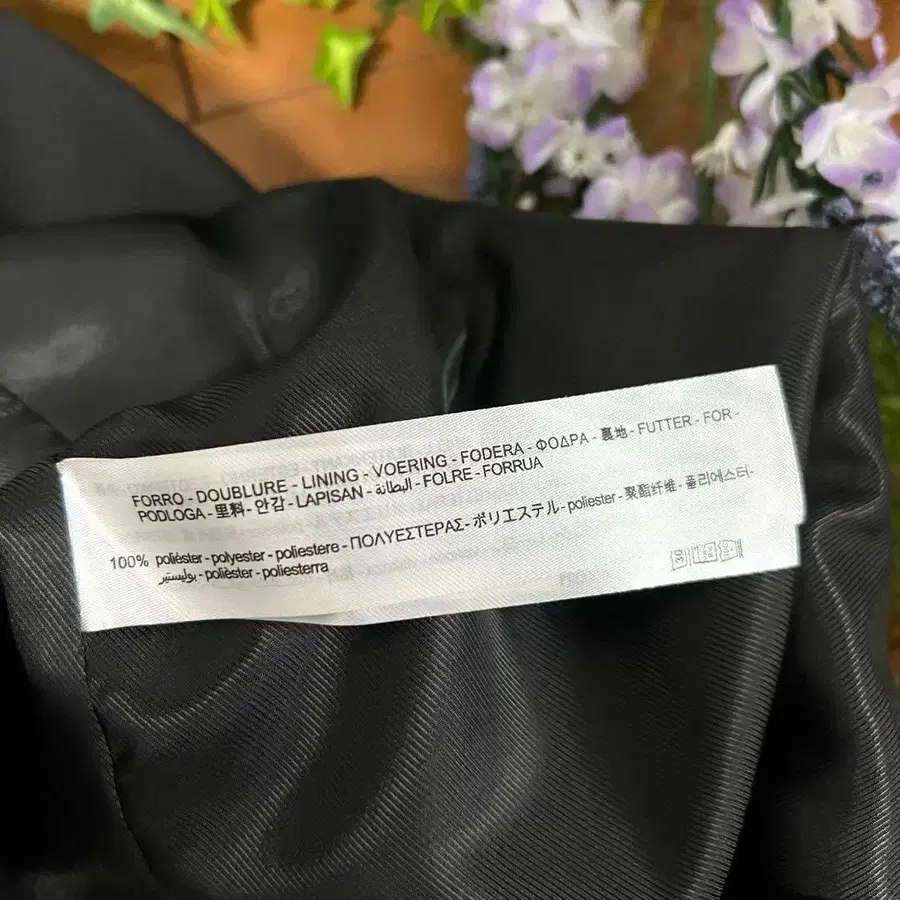 FORRO - DOUBLURE - LINING - VOERING - FODERA - ΦΟΔΡΑ - 裏地 - FUTTER - FOR -
PODLOGA - 里料 - 안감 - LAPISAN - البطانة - FOLRE - FORRUA
100% poliéster - polyester - poliestere - ΠΟΛΥΕΣΤΕΡΑΣ - ポリエステル - poliester - 聚酯纤维 - 폴리에스터 -
بوليستير - polièster - poliesterra